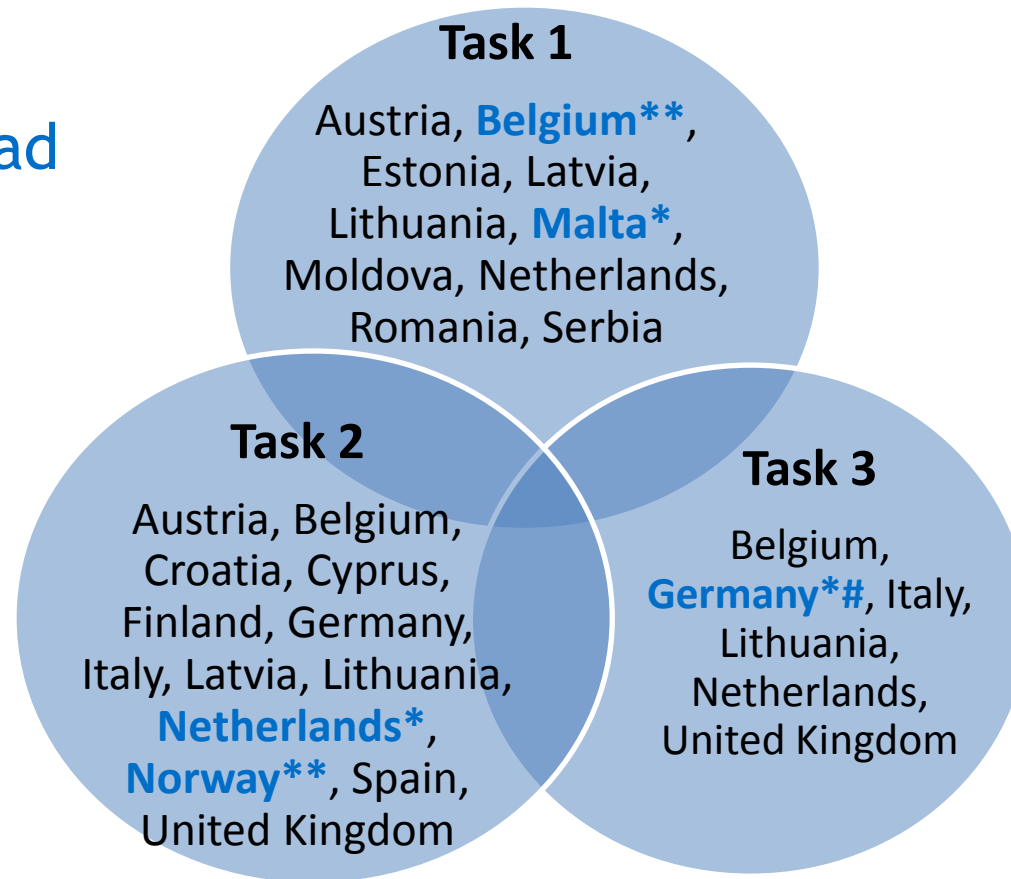 ad
Task 1
Austria, Belgium**,
Estonia, Latvia,
Lithuania, Malta*,
Moldova, Netherlands,
Romania, Serbia
Task 2
Austria, Belgium,
Croatia, Cyprus,
Finland, Germany,
Italy, Latvia, Lithuania,
Netherlands*,
Norway**, Spain,
United Kingdom
Task 3
Belgium,
Germany*#, Italy,
Lithuania,
Netherlands,
United Kingdom